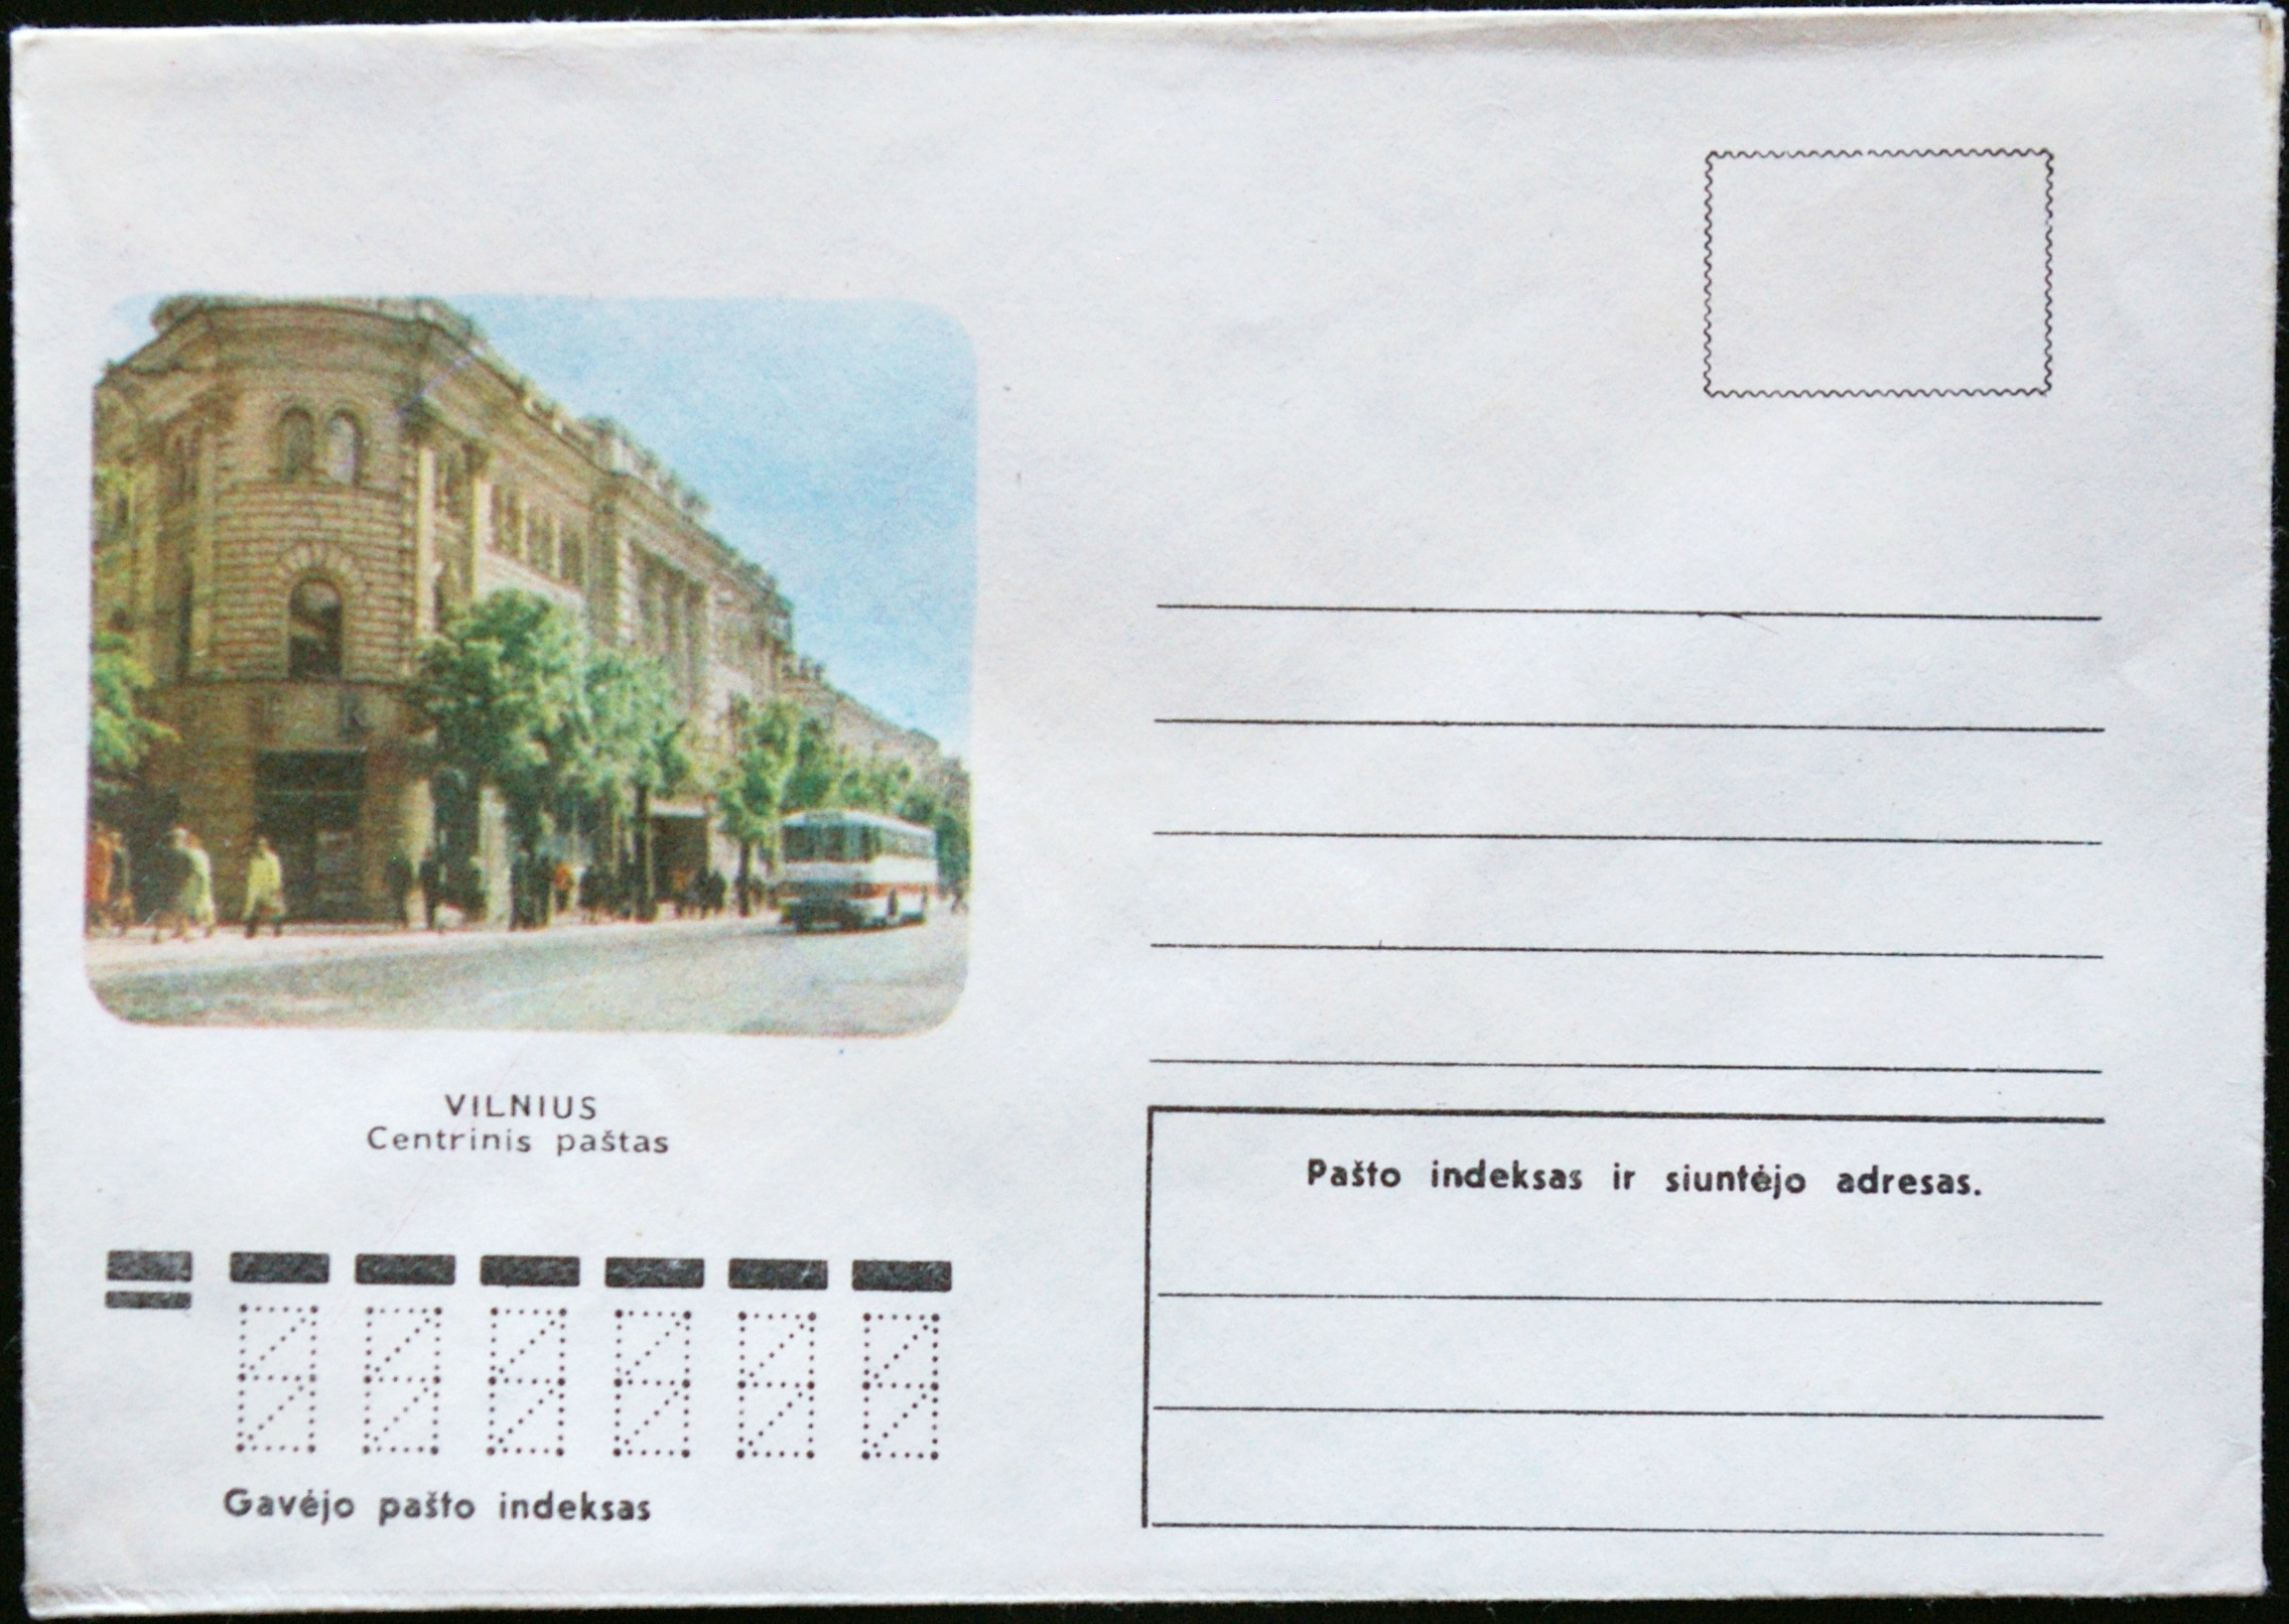 VILNIUS
Centrinis paštas
Pašto indeksas ir siuntėjo adresas.
Gavėjo pašto indeksas